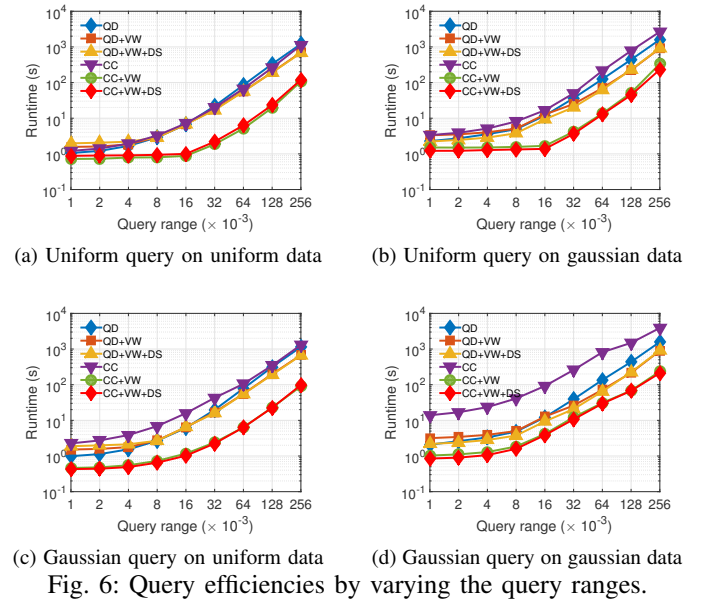 10^4
10^3
10^2
10^1
10^0
10^-1
Runtime (s)
QD
QD+VW
QD+VW+DS
CC
CC+VW
CC+VW+DS
1 2 4 8 16 32 64 128 256
Query range (× 10^-3)
(a) Uniform query on uniform data
10^4
10^3
10^2
10^1
10^0
10^-1
Runtime (s)
QD
QD+VW
QD+VW+DS
CC
CC+VW
CC+VW+DS
1 2 4 8 16 32 64 128 256
Query range (× 10^-3)
(b) Uniform query on gaussian data
10^4
10^3
10^2
10^1
10^0
10^-1
Runtime (s)
QD
QD+VW
QD+VW+DS
CC
CC+VW
CC+VW+DS
1 2 4 8 16 32 64 128 256
Query range (× 10^-3)
(c) Gaussian query on uniform data
10^4
10^3
10^2
10^1
10^0
10^-1
Runtime (s)
QD
QD+VW
QD+VW+DS
CC
CC+VW
CC+VW+DS
1 2 4 8 16 32 64 128 256
Query range (× 10^-3)
(d) Gaussian query on gaussian data
Fig. 6: Query efficiencies by varying the query ranges.